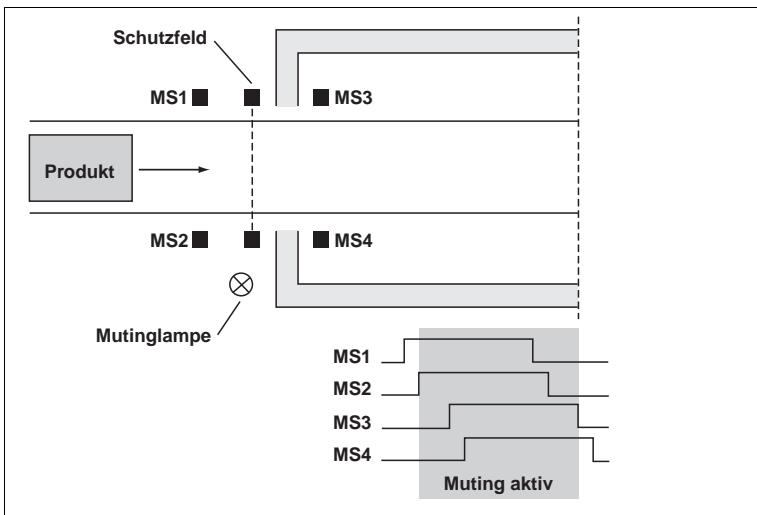 Schutzfeld
MS1
MS3
Produkt
MS2
MS4
Mutinglampe
MS1
MS2
MS3
MS4
Muting aktiv